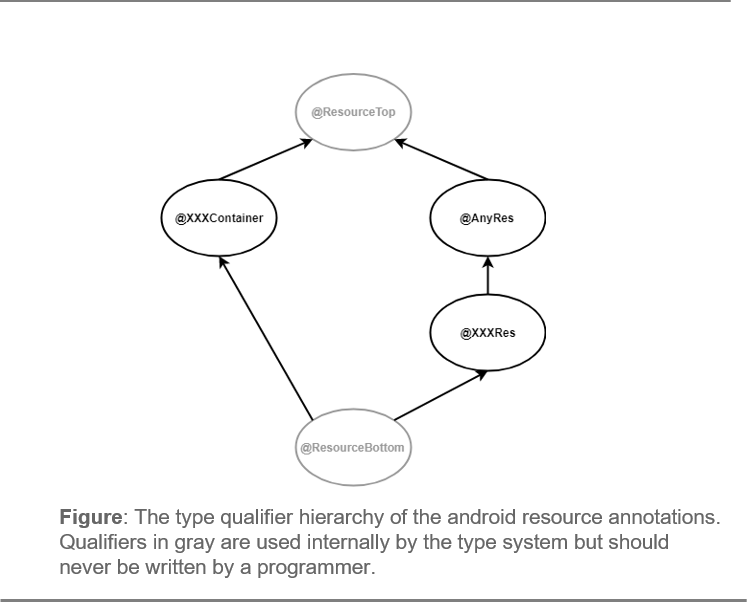 @ResourceTop
@XXXContainer
@AnyRes
@XXXRes
@ResourceBottom
Figure: The type qualifier hierarchy of the android resource annotations.
Qualifiers in gray are used internally by the type system but should
never be written by a programmer.